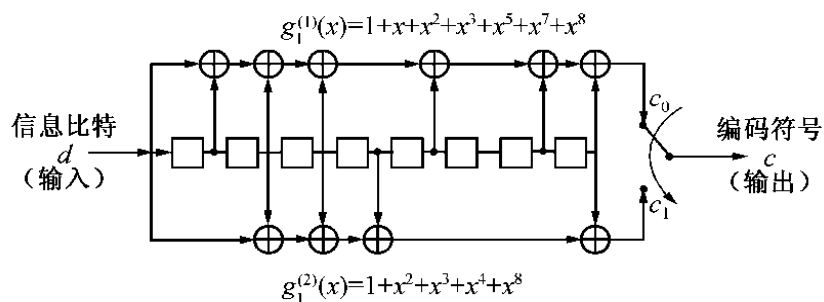 g₁⁽¹⁾(x)=1+x+x²+x³+x⁵+x⁷+x⁸
信息比特
d
（输入）
c₀
c₁
编码符号
c
（输出）
g₁⁽²⁾(x)=1+x²+x³+x⁴+x⁸